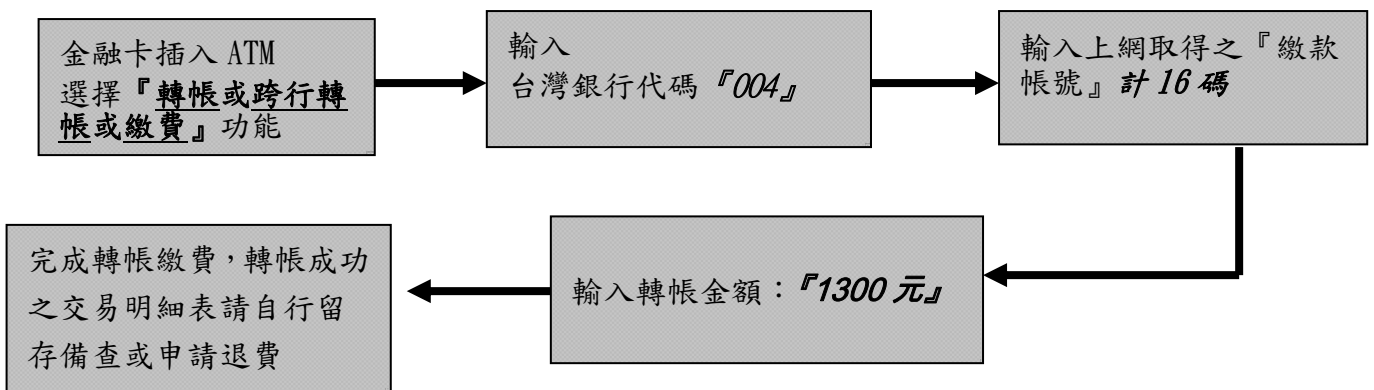 金融卡插入 ATM
選擇『轉帳或跨行轉
帳或繳費』功能
輸入
台灣銀行代碼『004』
輸入上網取得之『繳款
帳號』計 16 碼
輸入轉帳金額：『1300 元』
完成轉帳繳費，轉帳成功
之交易明細表請自行留
存備查或申請退費